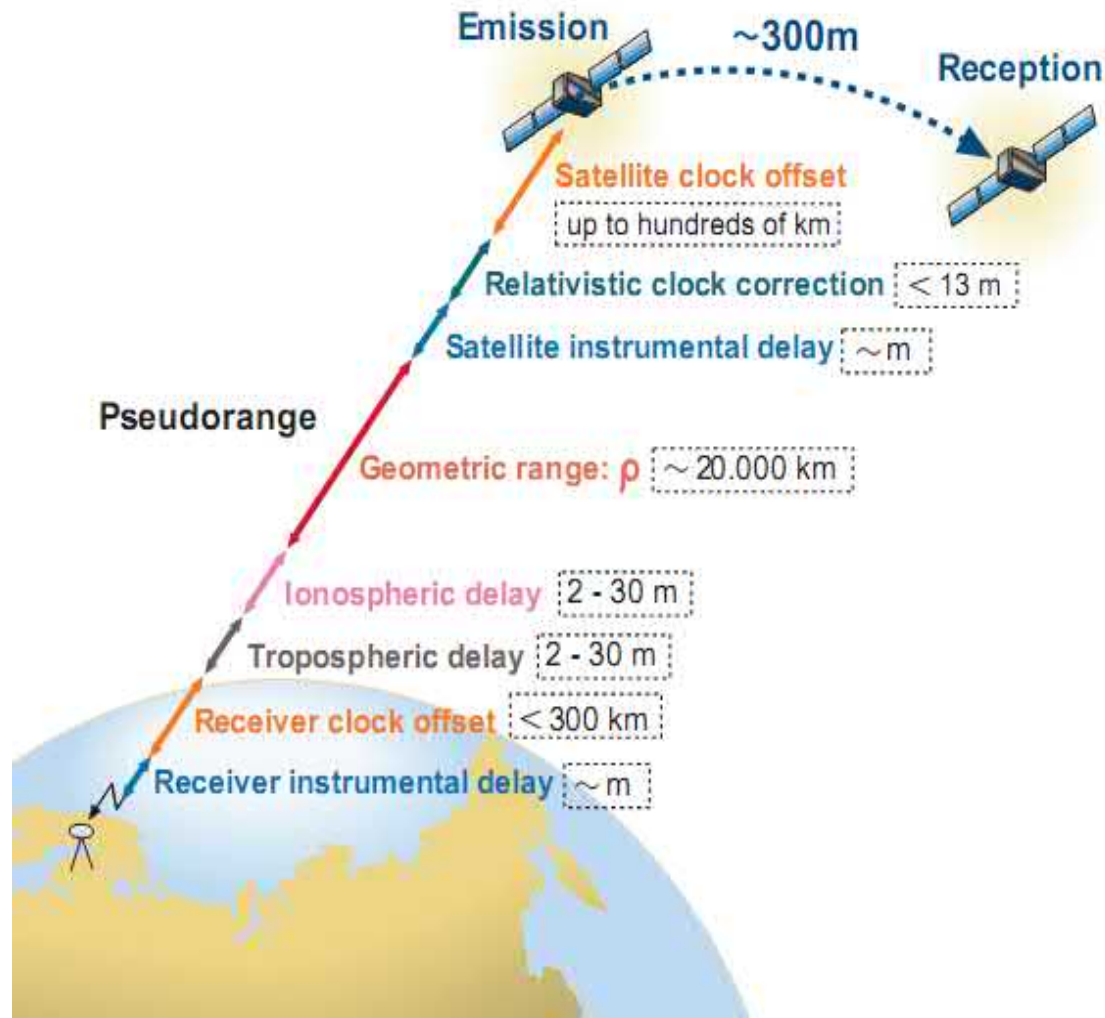 Emission
~300m
Reception
Satellite clock offset
up to hundreds of km
Relativistic clock correction < 13 m
Satellite instrumental delay ~ m
Pseudorange
Geometric range: ρ ~ 20.000 km
Ionospheric delay 2 - 30 m
Tropospheric delay 2 - 30 m
Receiver clock offset < 300 km
Receiver instrumental delay ~ m